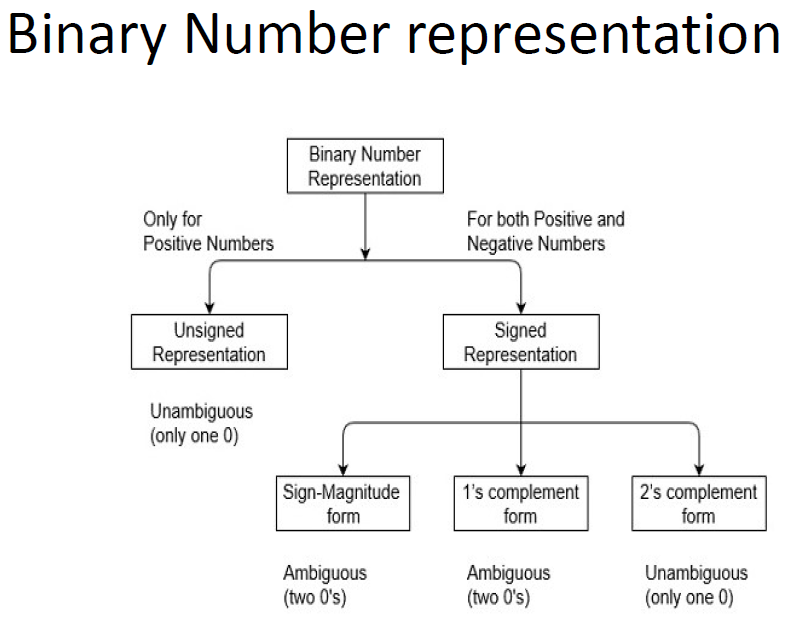 Binary Number representation
Binary Number
Representation
Only for
Positive Numbers
For both Positive and
Negative Numbers
Unsigned
Representation
Signed
Representation
Unambiguous
(only one 0)
Sign-Magnitude
form
1's complement
form
2's complement
form
Ambiguous
(two 0's)
Ambiguous
(two 0's)
Unambiguous
(only one 0)